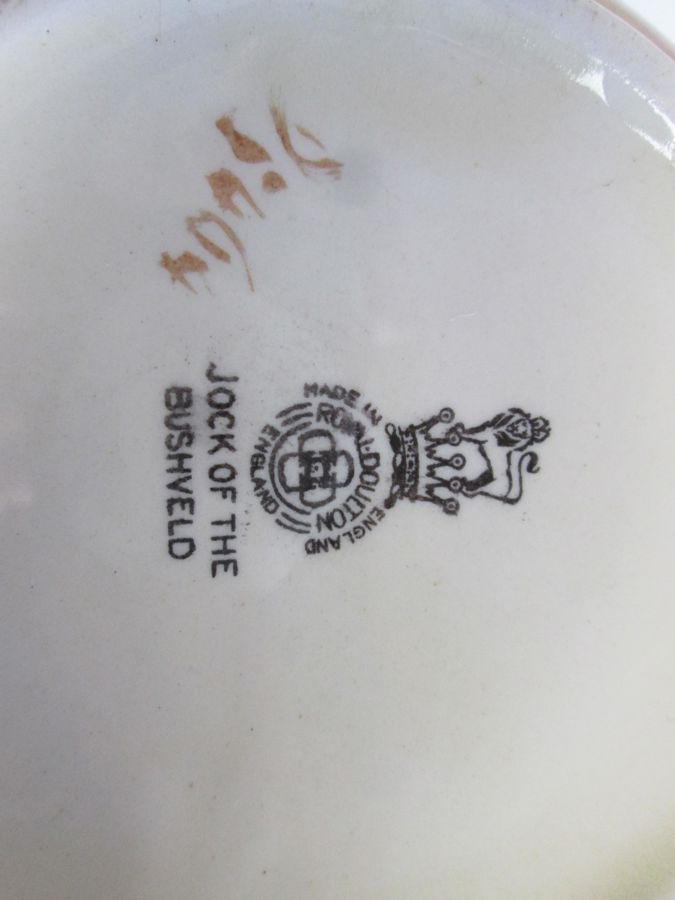 MADE IN
ROYAL·DOULTON
ENGLAND
ENGLAND
JOCK OF THE
BUSHVELD